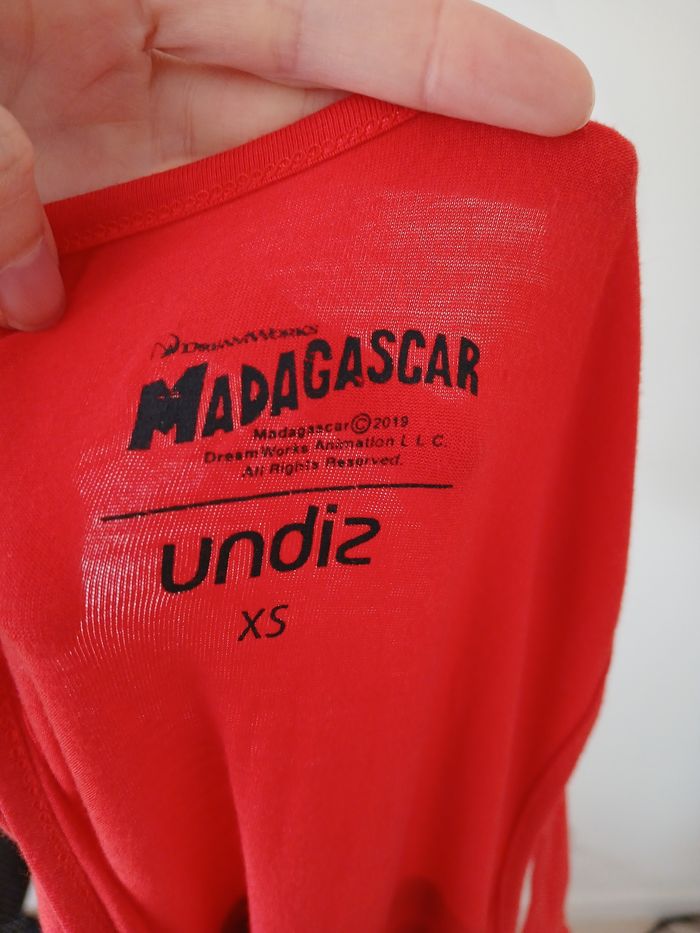 DREAMWORKS
MADAGASCAR
Madagascar©2019
DreamWorks Animation L L C.
All Rights Reserved.
undiz
XS